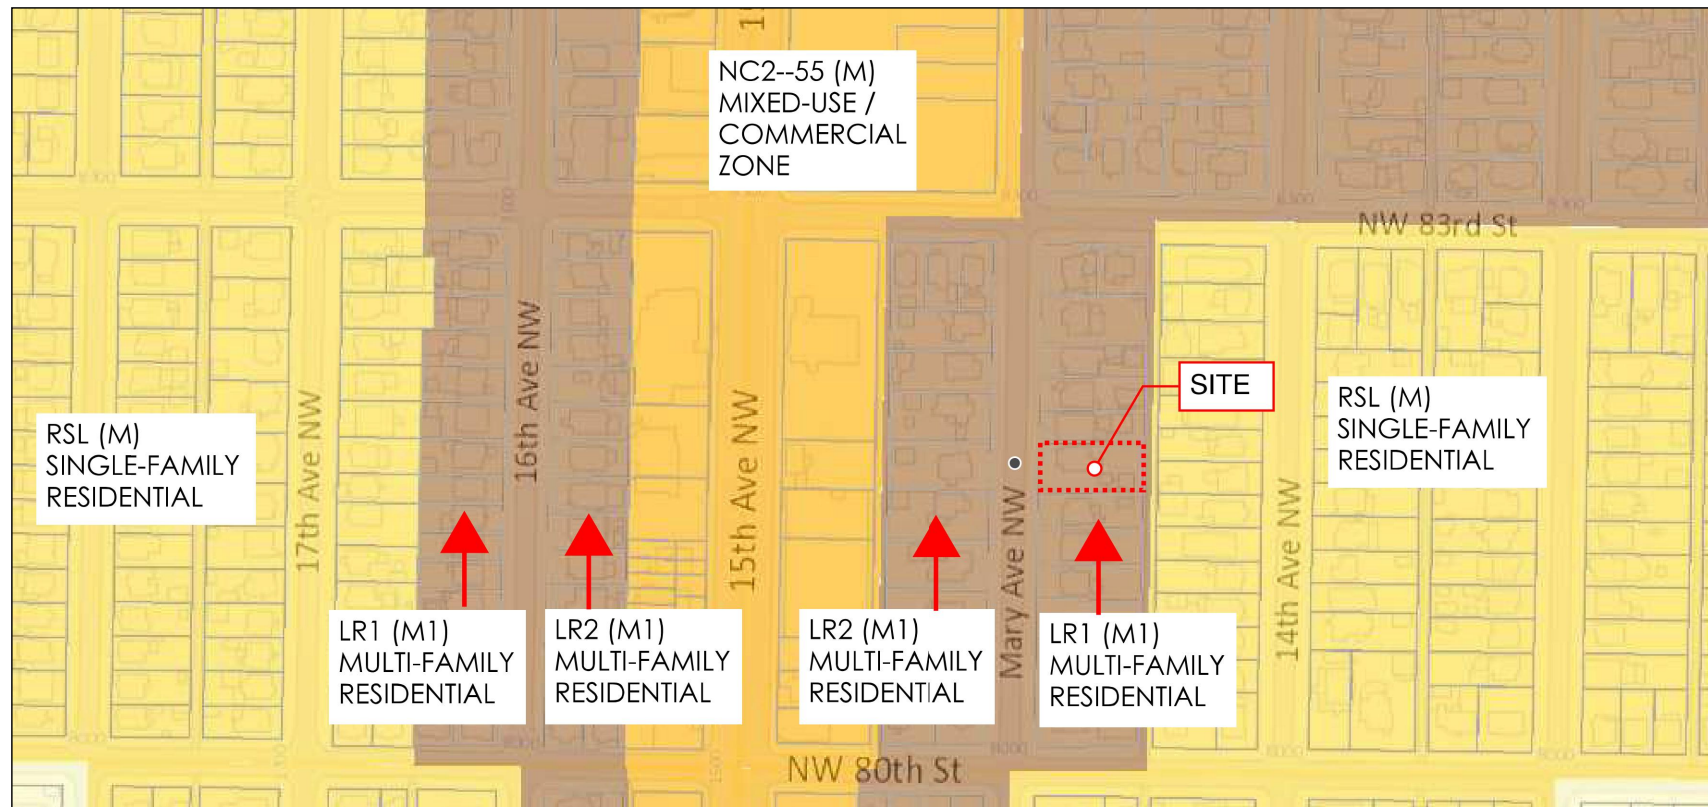 NC2--55 (M)
MIXED-USE /
COMMERCIAL
ZONE
NW 83rd St
SITE
RSL (M)
SINGLE-FAMILY
RESIDENTIAL
RSL (M)
SINGLE-FAMILY
RESIDENTIAL
17th Ave NW
16th Ave NW
15th Ave NW
Mary Ave NW
14th Ave NW
LR1 (M1)
MULTI-FAMILY
RESIDENTIAL
LR2 (M1)
MULTI-FAMILY
RESIDENTIAL
LR2 (M1)
MULTI-FAMILY
RESIDENTIAL
LR1 (M1)
MULTI-FAMILY
RESIDENTIAL
NW 80th St